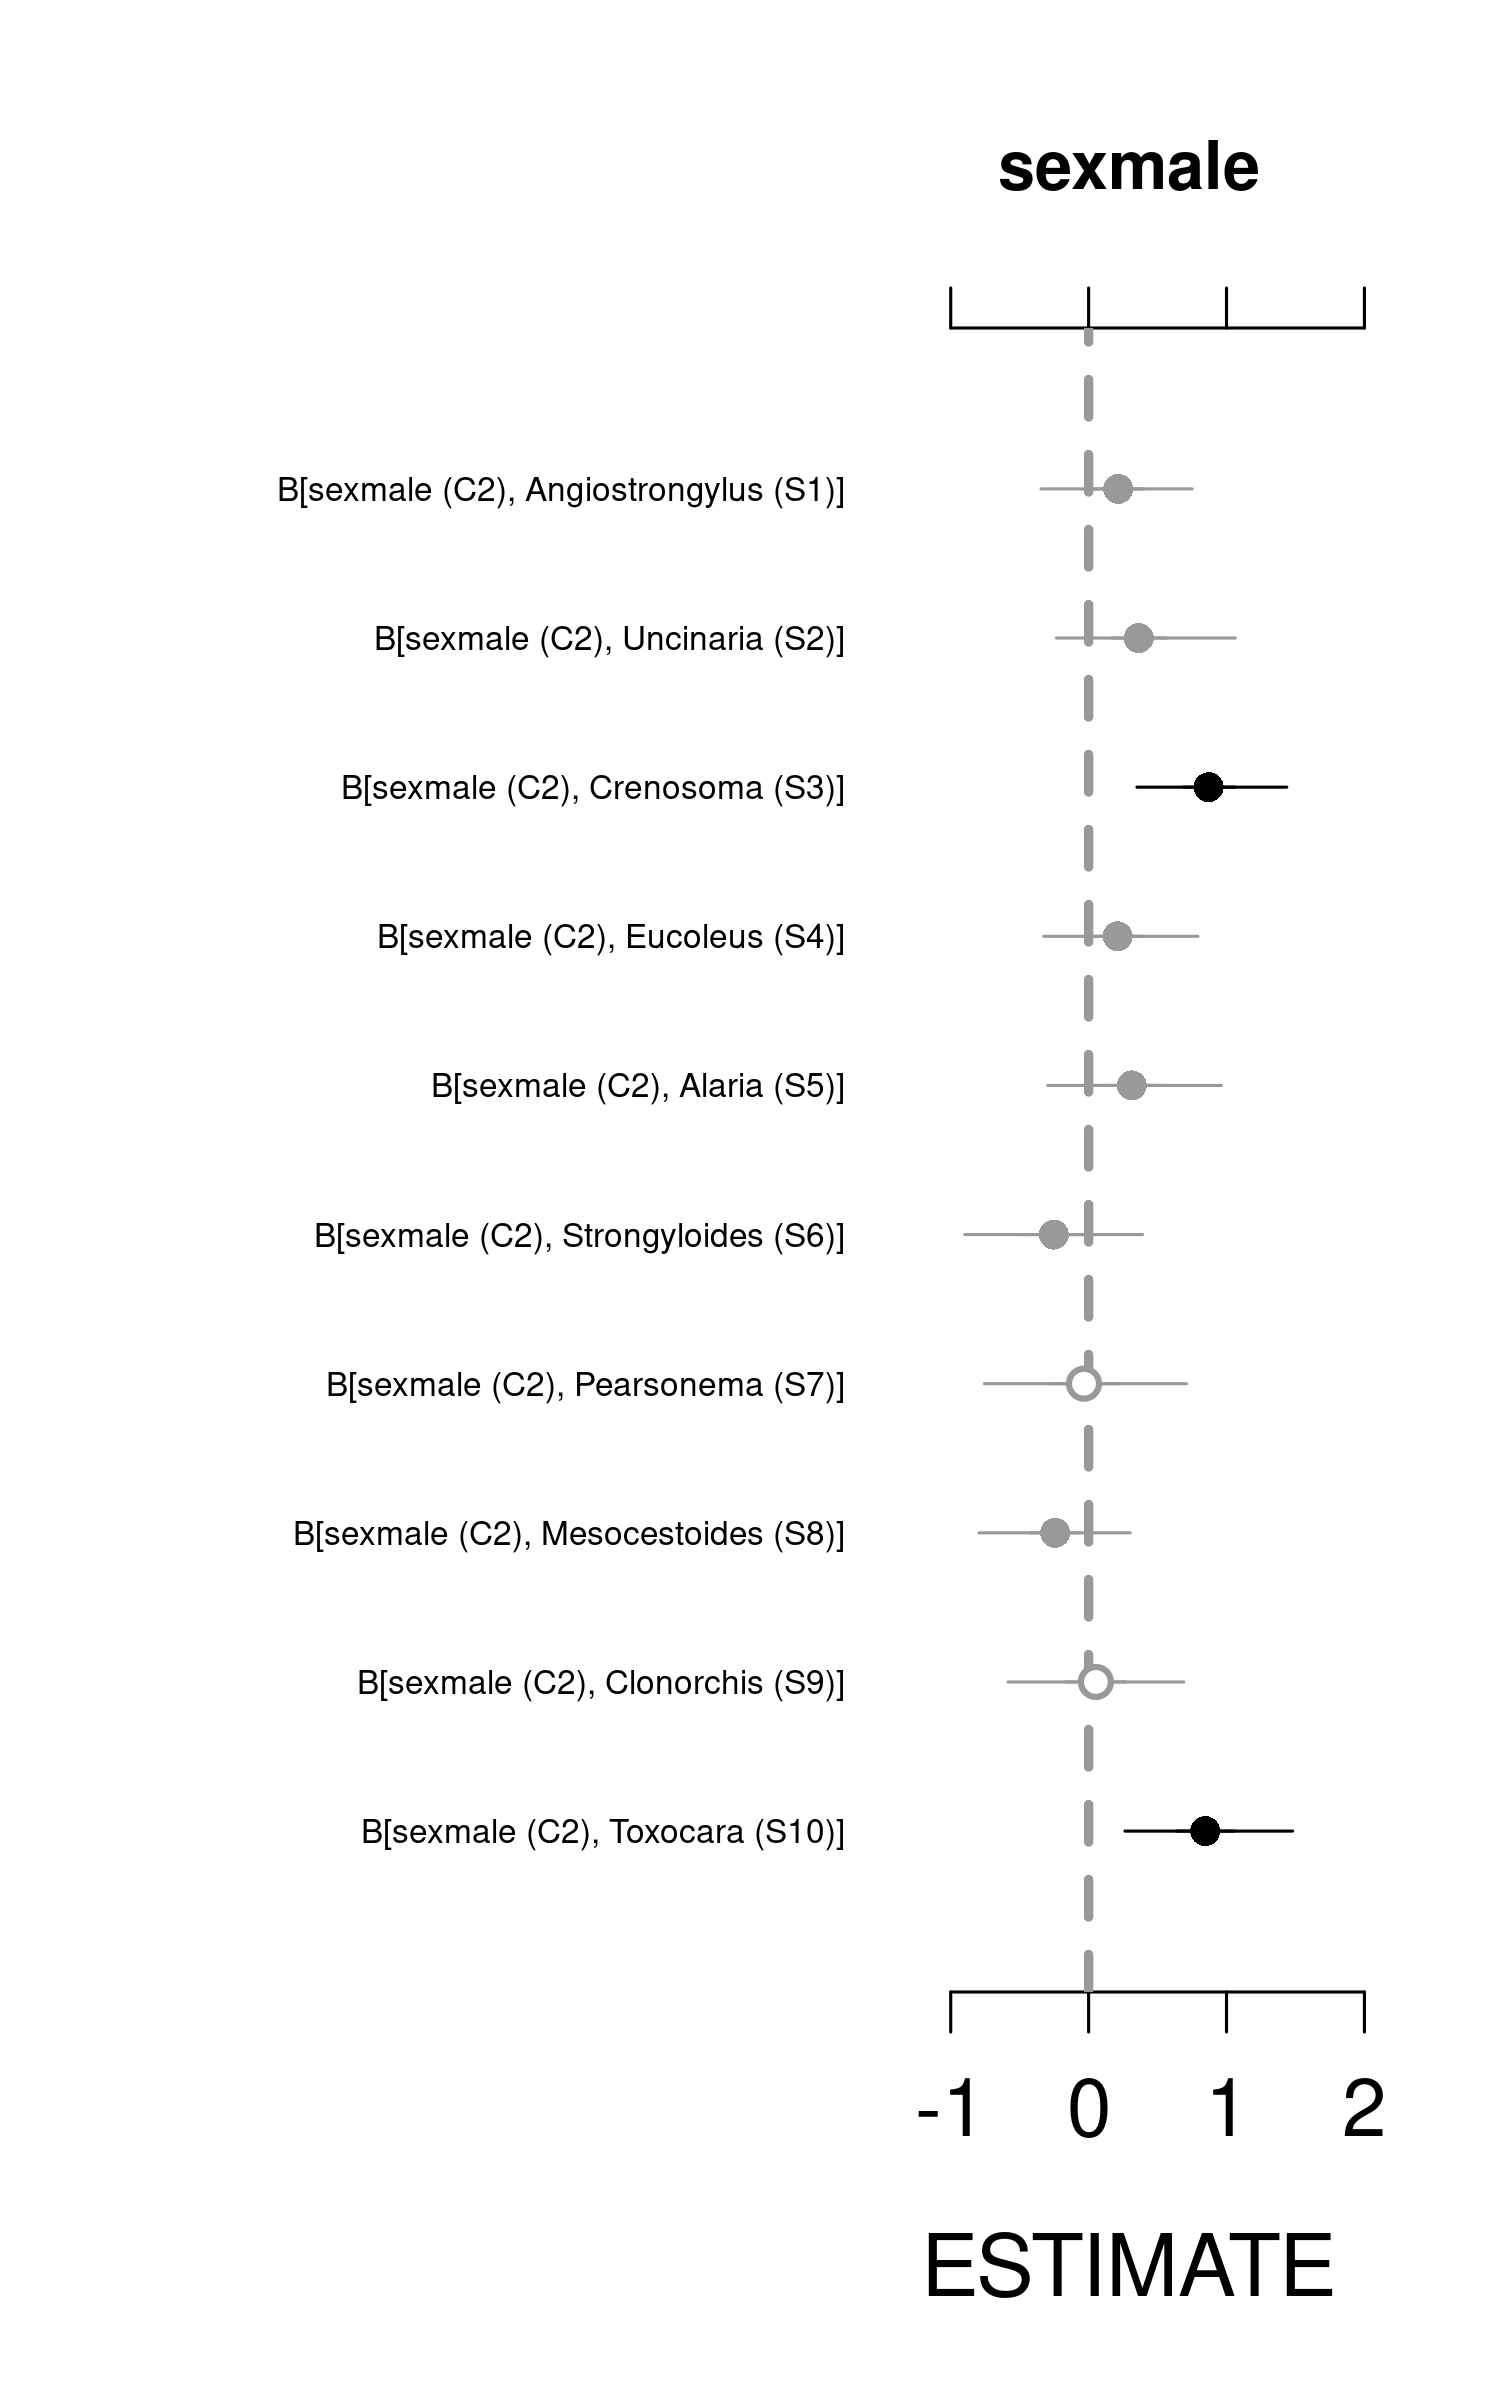 sexmale
B[sexmale (C2), Angiostrongylus (S1)]
B[sexmale (C2), Uncinaria (S2)]
B[sexmale (C2), Crenosoma (S3)]
B[sexmale (C2), Eucoleus (S4)]
B[sexmale (C2), Alaria (S5)]
B[sexmale (C2), Strongyloides (S6)]
B[sexmale (C2), Pearsonema (S7)]
B[sexmale (C2), Mesocestoides (S8)]
B[sexmale (C2), Clonorchis (S9)]
B[sexmale (C2), Toxocara (S10)]
-1 0 1 2
ESTIMATE